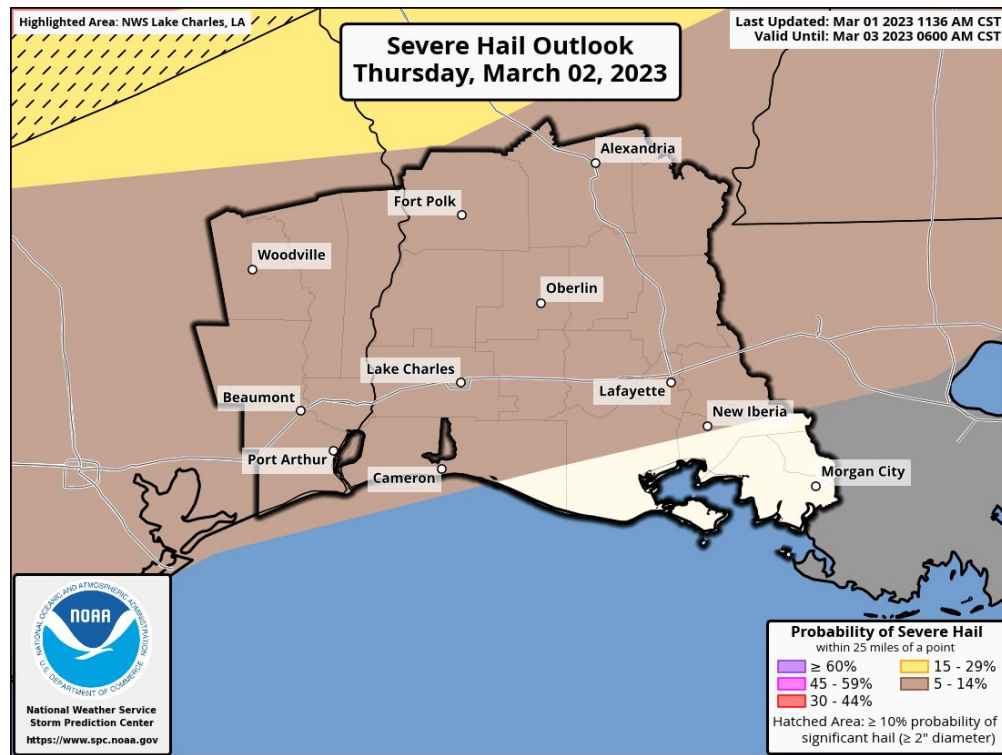 Highlighted Area: NWS Lake Charles, LA
Severe Hail Outlook
Thursday, March 02, 2023
Last Updated: Mar 01 2023 1136 AM CST
Valid Until: Mar 03 2023 0600 AM CST
Alexandria
Fort Polk
Woodville
Oberlin
Lake Charles
Lafayette
Beaumont
New Iberia
Port Arthur
Cameron
Morgan City
NATIONAL OCEANIC AND ATMOSPHERIC ADMINISTRATION
NOAA
U.S. DEPARTMENT OF COMMERCE
National Weather Service
Storm Prediction Center
https://www.spc.noaa.gov
Probability of Severe Hail
within 25 miles of a point
≥ 60% 15 - 29%
45 - 59% 5 - 14%
30 - 44%
Hatched Area: ≥ 10% probability of
significant hail (≥ 2" diameter)